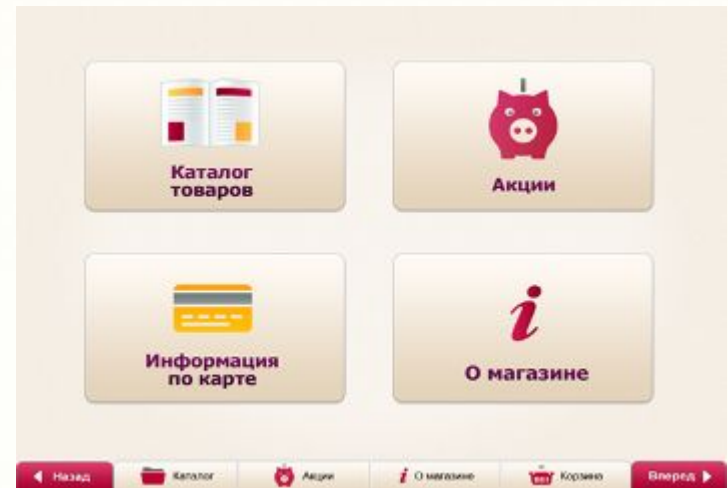 Каталог
товаров
Акции
Информация
по карте
О магазине
Назад
Каталог
Акции
О магазине
Корзина
Вперед